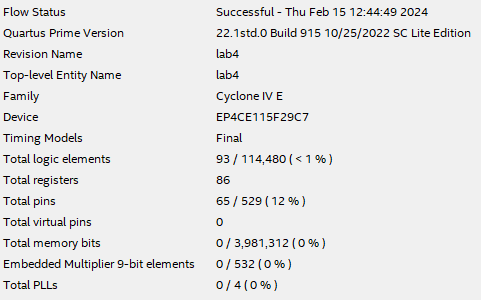 Flow Status Successful - Thu Feb 15 12:44:49 2024
Quartus Prime Version 22.1std.0 Build 915 10/25/2022 SC Lite Edition
Revision Name lab4
Top-level Entity Name lab4
Family Cyclone IV E
Device EP4CE115F29C7
Timing Models Final
Total logic elements 93 / 114,480 ( < 1 % )
Total registers 86
Total pins 65 / 529 ( 12 % )
Total virtual pins 0
Total memory bits 0 / 3,981,312 ( 0 % )
Embedded Multiplier 9-bit elements 0 / 532 ( 0 % )
Total PLLs 0 / 4 ( 0 % )